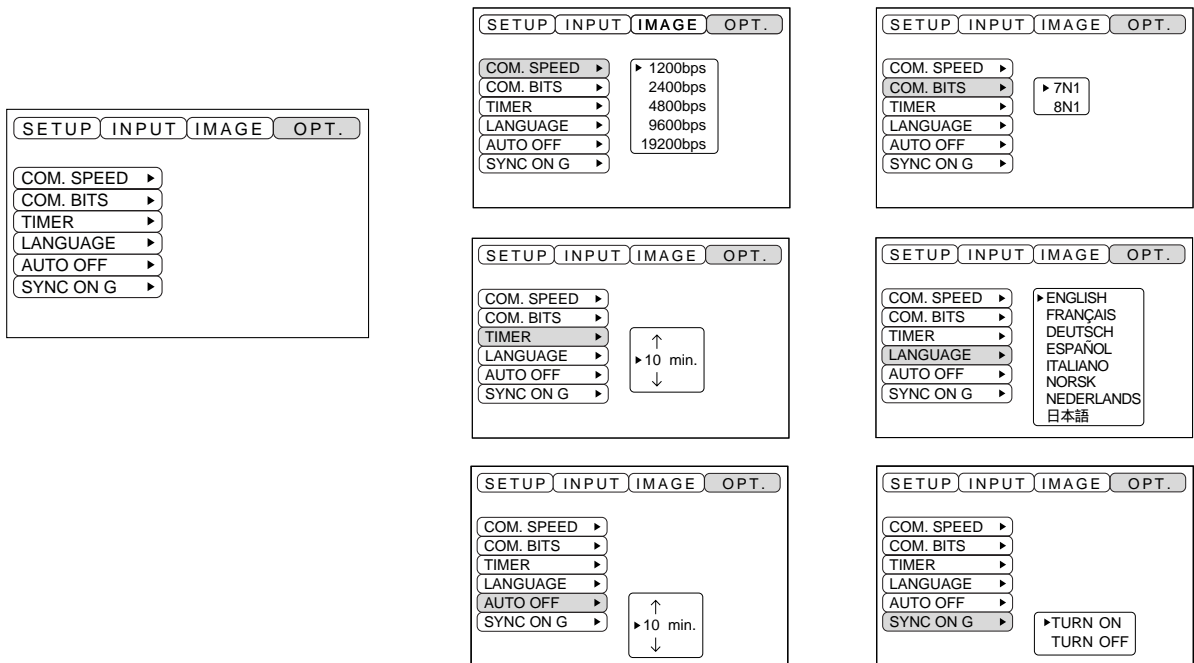 SETUP INPUT IMAGE OPT.
COM. SPEED
COM. BITS
TIMER
LANGUAGE
AUTO OFF
SYNC ON G
SETUP INPUT IMAGE OPT.
COM. SPEED
COM. BITS
TIMER
LANGUAGE
AUTO OFF
SYNC ON G
1200bps
2400bps
4800bps
9600bps
19200bps
SETUP INPUT IMAGE OPT.
COM. SPEED
COM. BITS
TIMER
LANGUAGE
AUTO OFF
SYNC ON G
7N1
8N1
SETUP INPUT IMAGE OPT.
COM. SPEED
COM. BITS
TIMER
LANGUAGE
AUTO OFF
SYNC ON G
↑
10 min.
↓
SETUP INPUT IMAGE OPT.
COM. SPEED
COM. BITS
TIMER
LANGUAGE
AUTO OFF
SYNC ON G
ENGLISH
FRANÇAIS
DEUTSCH
ESPAÑOL
ITALIANO
NORSK
NEDERLANDS
日本語
SETUP INPUT IMAGE OPT.
COM. SPEED
COM. BITS
TIMER
LANGUAGE
AUTO OFF
SYNC ON G
↑
10 min.
↓
SETUP INPUT IMAGE OPT.
COM. SPEED
COM. BITS
TIMER
LANGUAGE
AUTO OFF
SYNC ON G
TURN ON
TURN OFF